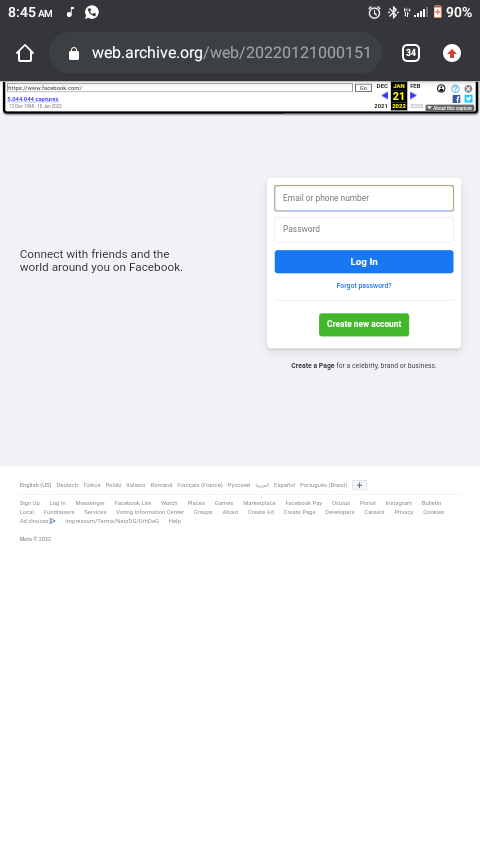 8:45 AM
90%
web.archive.org/web/20220121000151
34
https://www.facebook.com/
Go
DEC JAN FEB
21
5,044,044 captures
12 Dec 1998 - 18 Jan 2023
2021 2022 2023
About this capture
Email or phone number
Password
Log In
Forgot password?
Create new account
Connect with friends and the
world around you on Facebook.
Create a Page for a celebrity, brand or business.
English (US) Deutsch Türkçe Polski Italiano Română Français (France) Русский العربية Español Português (Brasil)
Sign Up Log In Messenger Facebook Lite Watch Places Games Marketplace Facebook Pay Oculus Portal Instagram Bulletin
Local Fundraisers Services Voting Information Center Groups About Create Ad Create Page Developers Careers Privacy Cookies
Ad choices Impressum/Terms/NetzDG/UrhDaG Help
Meta © 2022